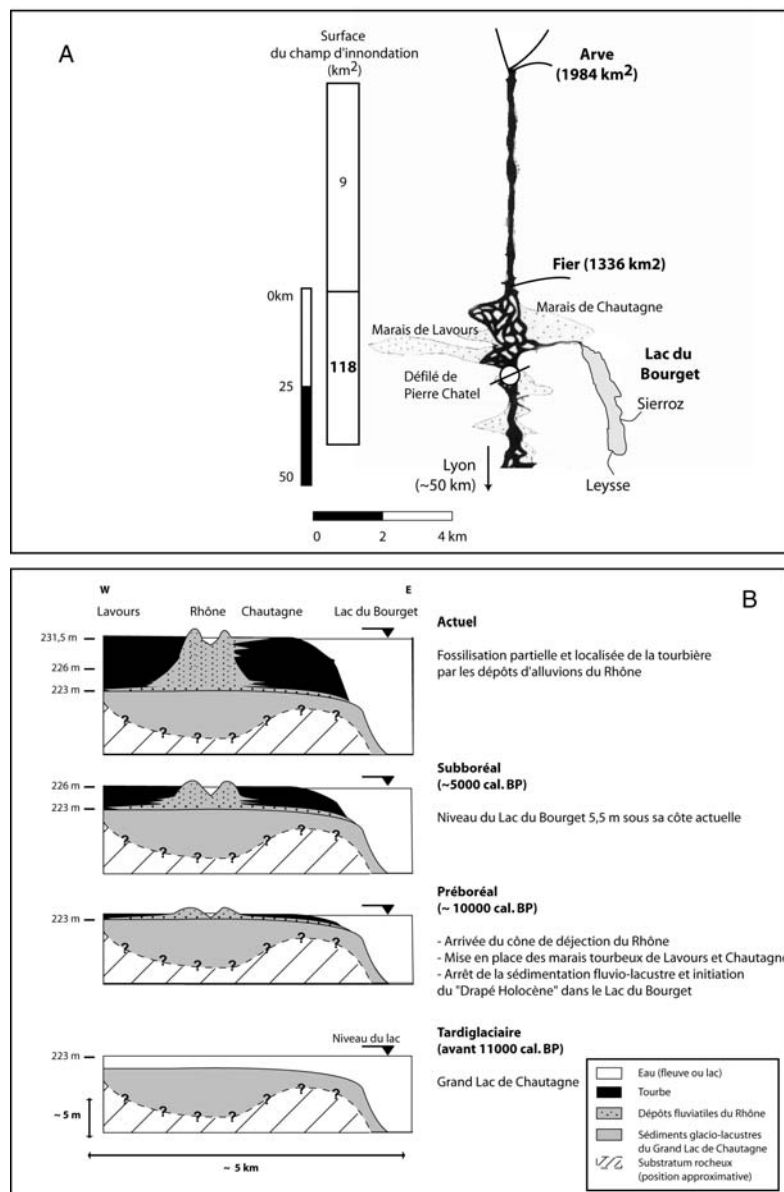 A
Surface
du champ d'innondation
(km2)
9
118
0km
25
50
Arve
(1984 km2)
Fier (1336 km2)
Marais de Chautagne
Marais de Lavours
Lac du
Bourget
Défilé de
Pierre Chatel
Sierroz
Lyon
(~50 km)
Leysse
0 2 4 km
B
W E
Lavours Rhône Chautagne Lac du Bourget
231,5 m
226 m
223 m
? ? ? ? ? ? ?
Actuel
Fossilisation partielle et localisée de la tourbière
par les dépôts d'alluvions du Rhône
226 m
223 m
? ? ? ? ? ? ?
Subboréal
(~5000 cal. BP)
Niveau du Lac du Bourget 5,5 m sous sa côte actuelle
223 m
? ? ? ? ? ? ?
Préboréal
(~ 10000 cal. BP)
- Arrivée du cône de déjection du Rhône
- Mise en place des marais tourbeux de Lavours et Chautagne
- Arrêt de la sédimentation fluvio-lacustre et initiation
du "Drapé Holocène" dans le Lac du Bourget
Niveau du lac
223 m
? ? ? ? ? ? ?
~ 5 m
~ 5 km
Tardiglaciaire
(avant 11000 cal. BP)
Grand Lac de Chautagne
Eau (fleuve ou lac)
Tourbe
Dépôts fluviatiles du Rhône
Sédiments glacio-lacustres
du Grand Lac de Chautagne
Substratum rocheux
(position approximative)